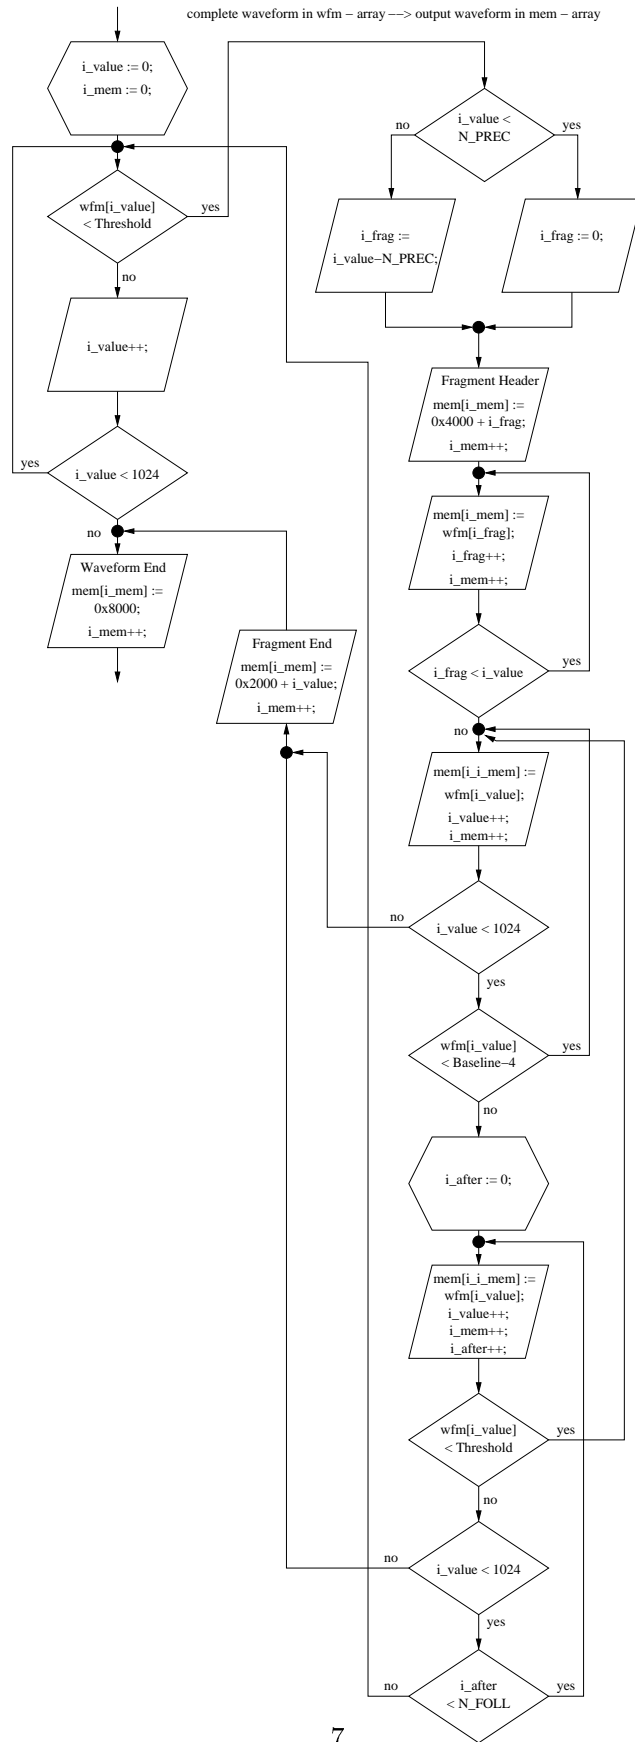 complete waveform in wfm − array −−> output waveform in mem − array
i_value := 0;
i_mem := 0;
wfm[i_value]
< Threshold
yes
no
i_value++;
i_value < 1024
yes
no
Waveform End
mem[i_mem] :=
0x8000;
i_mem++;
i_value <
N_PREC
no
yes
i_frag :=
i_value−N_PREC;
i_frag := 0;
Fragment Header
mem[i_mem] :=
0x4000 + i_frag;
i_mem++;
mem[i_mem] :=
wfm[i_frag];
i_frag++;
i_mem++;
i_frag < i_value
yes
no
Fragment End
mem[i_mem] :=
0x2000 + i_value;
i_mem++;
mem[i_i_mem] :=
wfm[i_value];
i_value++;
i_mem++;
i_value < 1024
no
yes
wfm[i_value]
< Baseline−4
yes
no
i_after := 0;
mem[i_i_mem] :=
wfm[i_value];
i_value++;
i_mem++;
i_after++;
wfm[i_value]
< Threshold
yes
no
i_value < 1024
no
yes
i_after
< N_FOLL
no
yes
7